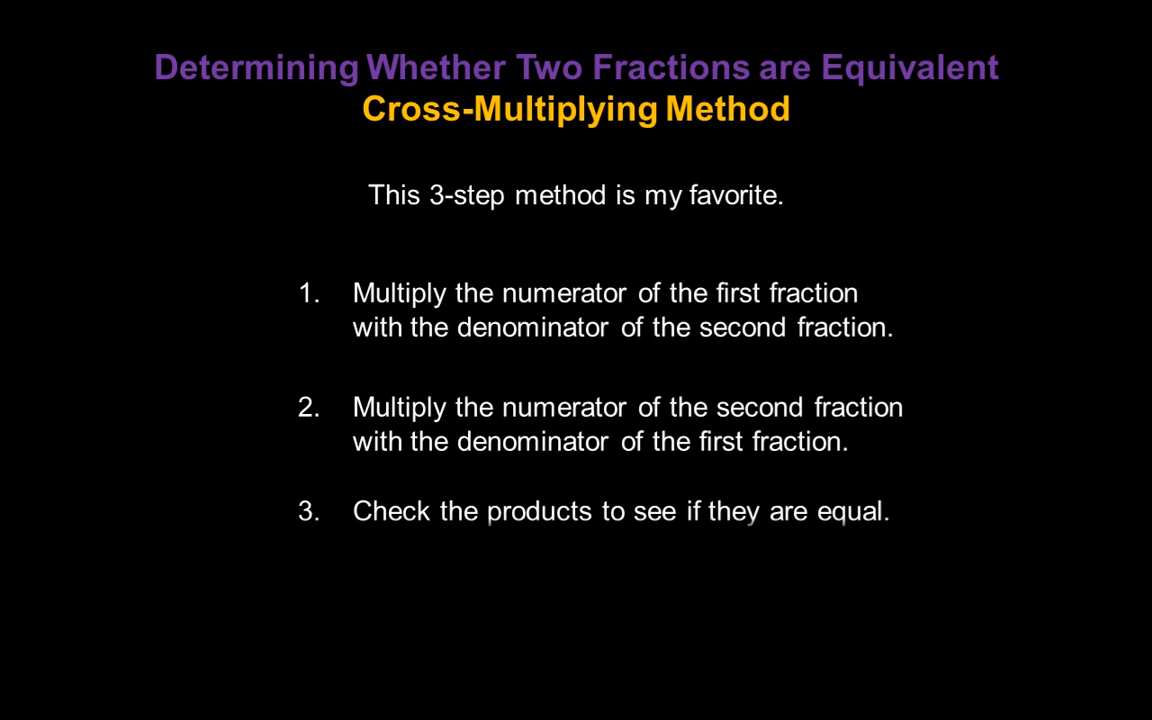 Determining Whether Two Fractions are Equivalent
Cross-Multiplying Method
This 3-step method is my favorite.
1. Multiply the numerator of the first fraction
with the denominator of the second fraction.
2. Multiply the numerator of the second fraction
with the denominator of the first fraction.
3. Check the products to see if they are equal.